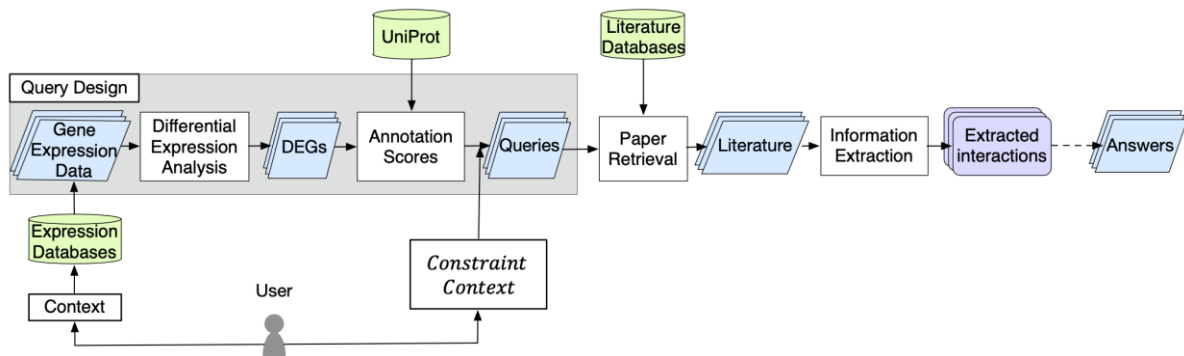 UniProt
Literature
Databases
Query Design
Gene
Expression
Data
Differential
Expression
Analysis
DEGs
Annotation
Scores
Queries
Paper
Retrieval
Literature
Information
Extraction
Extracted
interactions
Answers
Expression
Databases
Constraint
Context
Context
User